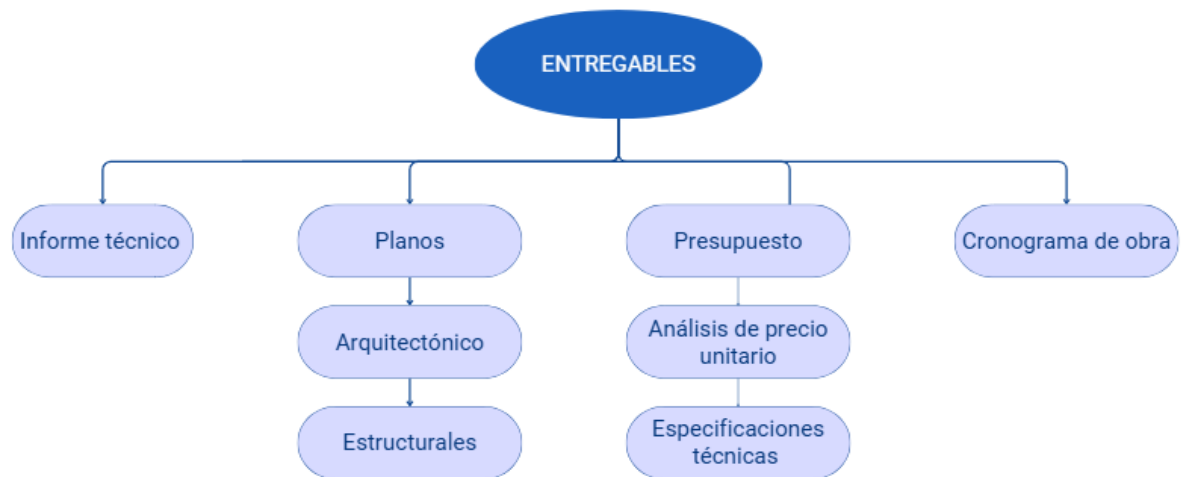 ENTREGABLES
Informe técnico
Planos
Presupuesto
Cronograma de obra
Arquitectónico
Análisis de precio
unitario
Estructurales
Especificaciones
técnicas